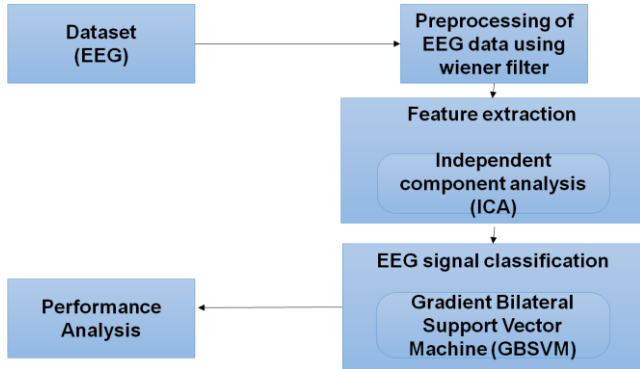 Dataset
(EEG)
Preprocessing of
EEG data using
wiener filter
Feature extraction
Independent
component analysis
(ICA)
EEG signal classification
Gradient Bilateral
Support Vector
Machine (GBSVM)
Performance
Analysis